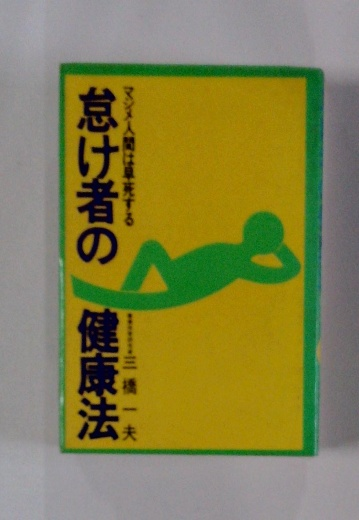 マジメ人間は早死する
怠け者の健康法
三橋一夫